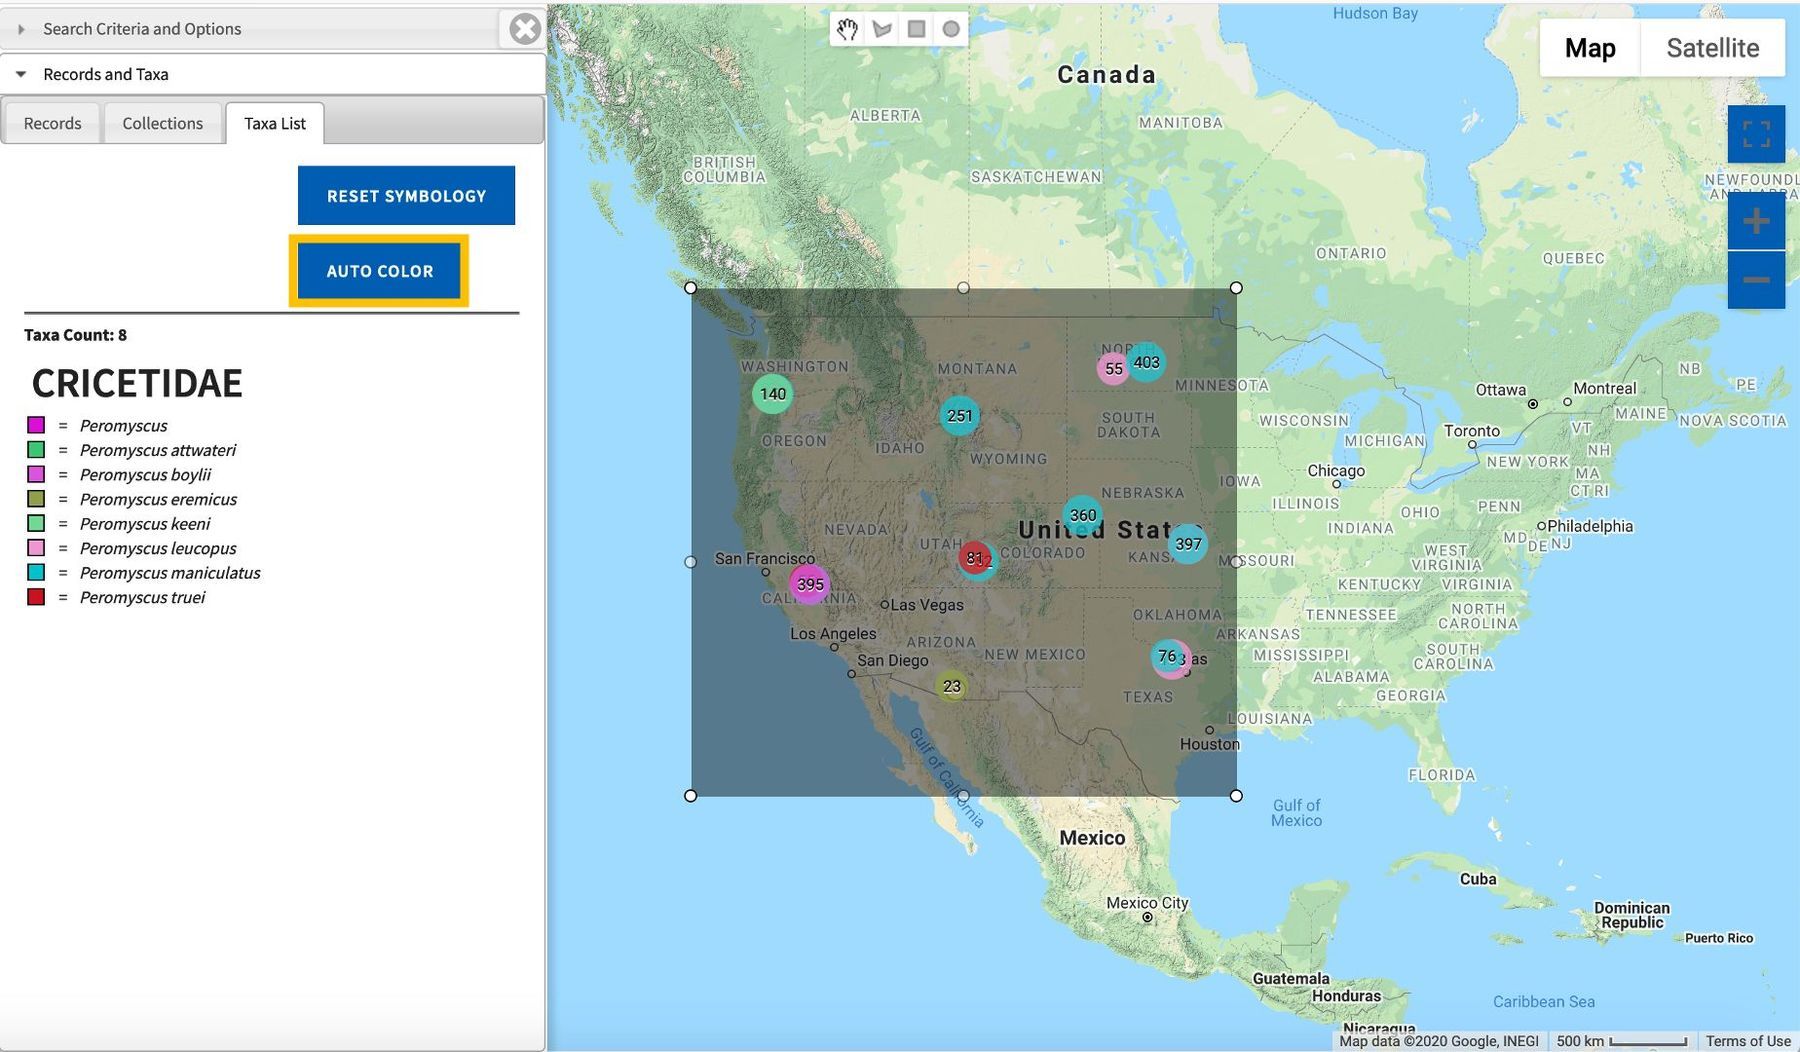 Search Criteria and Options
Records and Taxa
Records
Collections
Taxa List
RESET SYMBOLOGY
AUTO COLOR
Taxa Count: 8
CRICETIDAE
= Peromyscus
= Peromyscus attwateri
= Peromyscus boylii
= Peromyscus eremicus
= Peromyscus keeni
= Peromyscus leucopus
= Peromyscus maniculatus
= Peromyscus truei
Map
Satellite
Hudson Bay
Canada
ALBERTA
MANITOBA
BRITISH
COLUMBIA
SASKATCHEWAN
ONTARIO
QUEBEC
WASHINGTON
MONTANA
NORTH
55
403
140
251
MINNESOTA
SOUTH
DAKOTA
OREGON
IDAHO
WYOMING
WISCONSIN
MICHIGAN
Ottawa
Montreal
Toronto
NB
PE
MAINE
NOVA SCOTIA
VT
NH
NEW YORK
MA
CT RI
IOWA
Chicago
NEBRASKA
ILLINOIS
INDIANA
OHIO
PENN
Philadelphia
MD
DE
NJ
360
United Stat
397
NEVADA
UTAH
81
COLORADO
WEST
VIRGINIA
KENTUCKY
VIRGINIA
San Francisco
395
Las Vegas
Los Angeles
San Diego
ARIZONA
NEW MEXICO
OKLAHOMA
ARKANSAS
TENNESSEE
NORTH
CAROLINA
MISSISSIPPI
SOUTH
CAROLINA
ALABAMA
GEORGIA
76
as
23
TEXAS
LOUISIANA
Houston
FLORIDA
Gulf of California
Gulf of
Mexico
Mexico
Mexico City
Cuba
Dominican
Republic
Puerto Rico
Guatemala
Honduras
Nicaragua
Caribbean Sea
Map data ©2020 Google, INEGI
500 km
Terms of Use